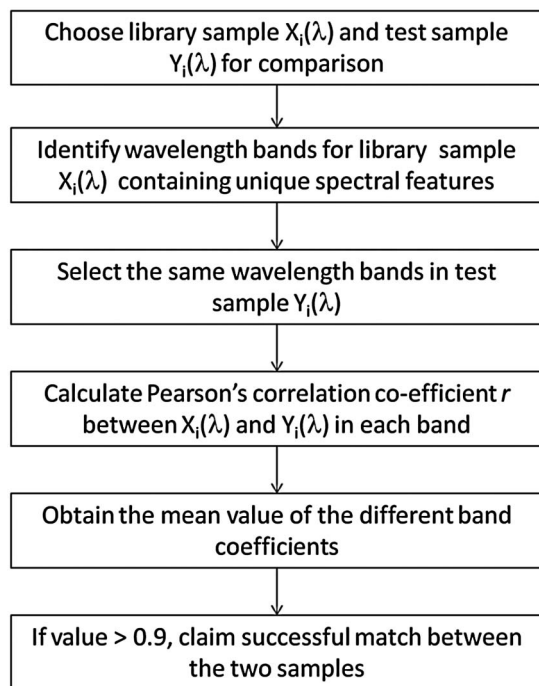 Choose library sample Xᵢ(λ) and test sample
Yᵢ(λ) for comparison
Identify wavelength bands for library sample
Xᵢ(λ) containing unique spectral features
Select the same wavelength bands in test
sample Yᵢ(λ)
Calculate Pearson's correlation co-efficient r
between Xᵢ(λ) and Yᵢ(λ) in each band
Obtain the mean value of the different band
coefficients
If value > 0.9, claim successful match between
the two samples